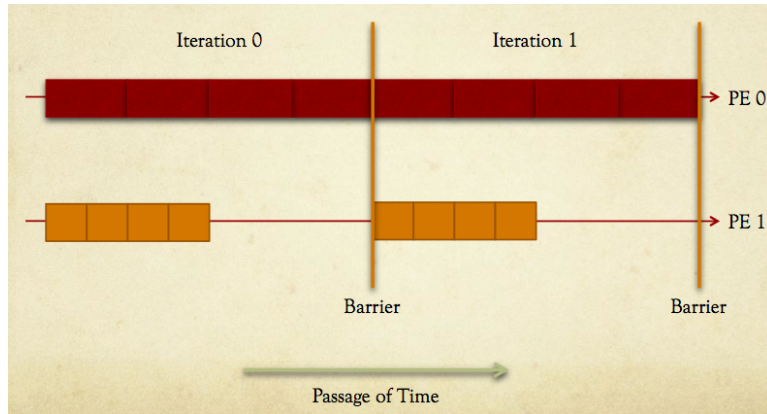 Iteration 0
Iteration 1
PE 0
PE 1
Barrier
Barrier
Passage of Time